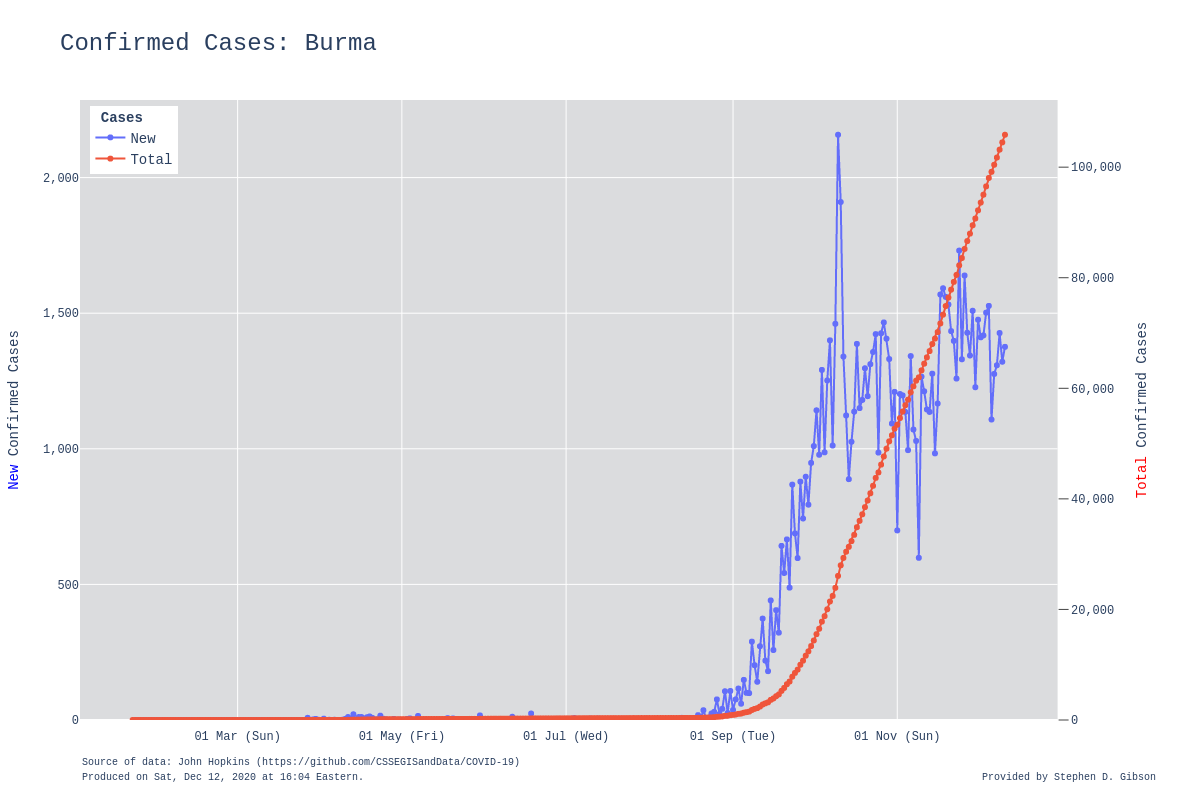 Confirmed Cases: Burma
Cases
New
Total
2,000
1,500
1,000
500
0
New Confirmed Cases
100,000
80,000
60,000
40,000
20,000
0
Total Confirmed Cases
01 Mar (Sun)
01 May (Fri)
01 Jul (Wed)
01 Sep (Tue)
01 Nov (Sun)
Source of data: John Hopkins (https://github.com/CSSEGISandData/COVID-19)
Produced on Sat, Dec 12, 2020 at 16:04 Eastern.
Provided by Stephen D. Gibson